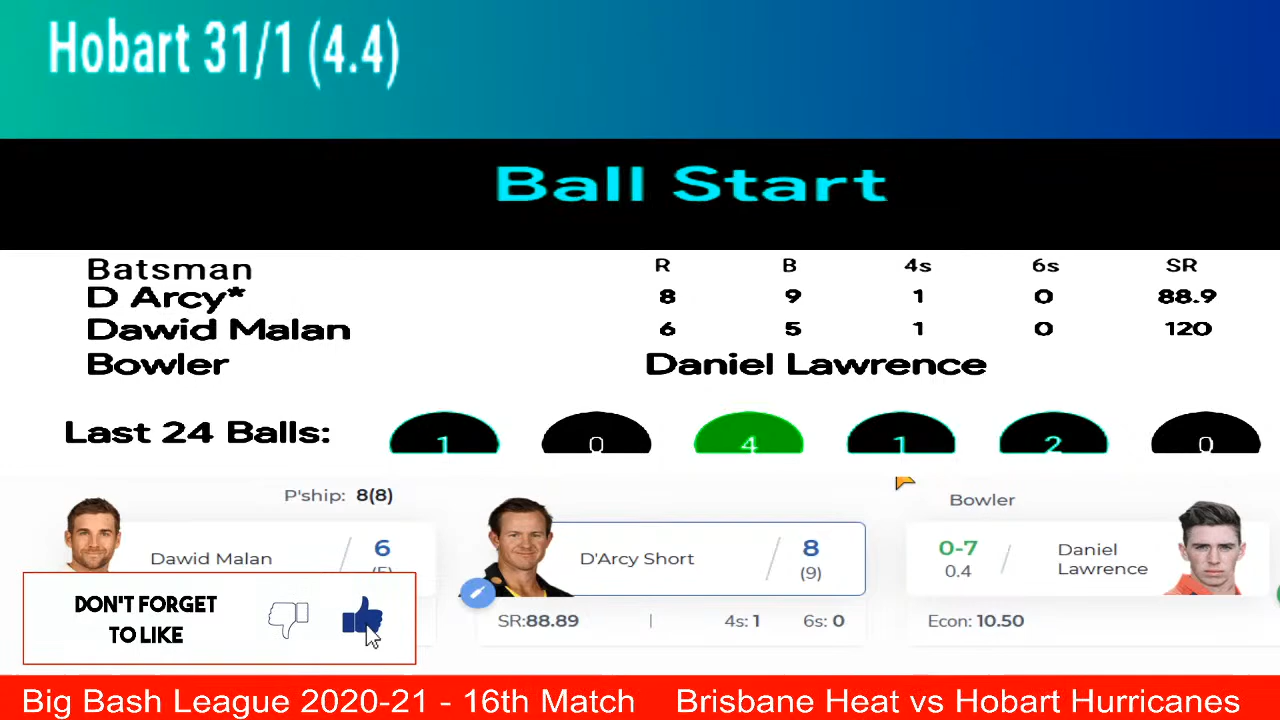 Hobart 31/1 (4.4)
Ball Start
Batsman R B 4s 6s SR
D Arcy* 8 9 1 0 88.9
Dawid Malan 6 5 1 0 120
Bowler Daniel Lawrence
Last 24 Balls: 1 0 4 1 2 0
P'ship: 8(8)
Dawid Malan / 6
(5)
D'Arcy Short / 8
(9)
SR:88.89 | 4s: 1 6s: 0
Bowler
0-7 / Daniel
0.4 Lawrence
Econ: 10.50
DON'T FORGET
TO LIKE
Big Bash League 2020-21 - 16th Match Brisbane Heat vs Hobart Hurricanes